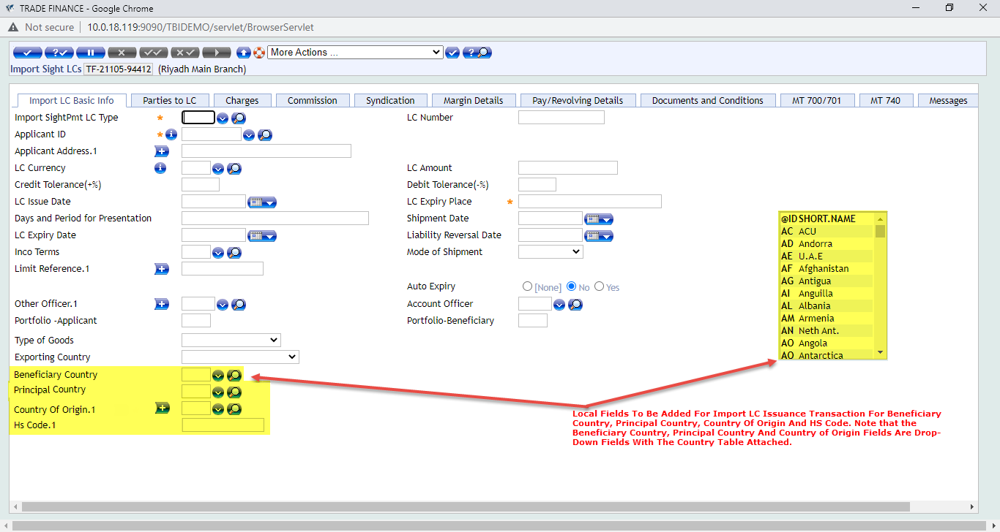 TRADE FINANCE - Google Chrome
Not secure 10.0.18.119:9090/TBIDEMO/servlet/BrowserServlet
More Actions ...
Import Sight LCs TF-21105-94412 (Riyadh Main Branch)
Import LC Basic Info Parties to LC Charges Commission Syndication Margin Details Pay/Revolving Details Documents and Conditions MT 700/701 MT 740 Messages
Import SightPmt LC Type * LC Number
Applicant ID *
Applicant Address.1
LC Currency LC Amount
Credit Tolerance(+%) Debit Tolerance(-%)
LC Issue Date LC Expiry Place *
Days and Period for Presentation Shipment Date
LC Expiry Date Liability Reversal Date
Inco Terms Mode of Shipment
Limit Reference.1
Auto Expiry [None] No Yes
Other Officer.1 Account Officer
Portfolio -Applicant Portfolio-Beneficiary
Type of Goods
Exporting Country
Beneficiary Country
Principal Country
Country Of Origin.1
Hs Code.1
@ID SHORT.NAME
AC ACU
AD Andorra
AE U.A.E
AF Afghanistan
AG Antigua
AI Anguilla
AL Albania
AM Armenia
AN Neth Ant.
AO Angola
AQ Antarctica
Local Fields To Be Added For Import LC Issuance Transaction For Beneficiary
Country, Principal Country, Country Of Origin And HS Code. Note that the
Beneficiary Country, Principal Country And Country of Origin Fields Are Drop-
Down Fields With The Country Table Attached.